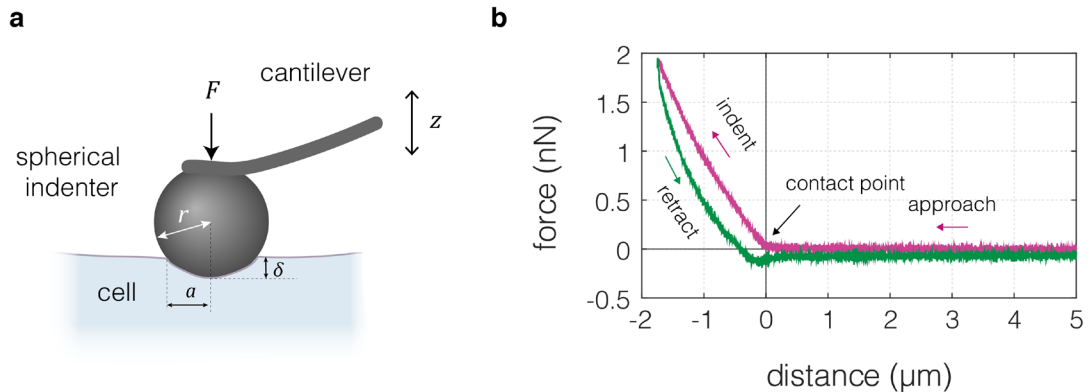 a
cantilever
F
z
spherical
indenter
r
δ
cell
a
b
2
1.5
1
0.5
0
-0.5
force (nN)
indent
retract
contact point
approach
-2 -1 0 1 2 3 4 5
distance (μm)